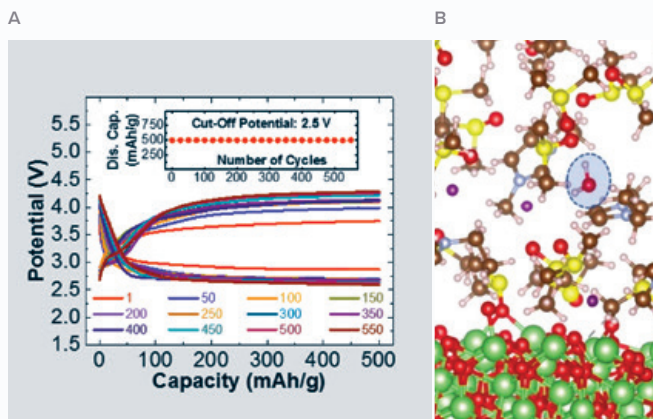 A
B
Cut-Off Potential: 2.5 V
Dis. Cap.
(mAh/g)
750
500
250
0 100 200 300 400 500
Number of Cycles
Potential (V)
5.5
5.0
4.5
4.0
3.5
3.0
2.5
2.0
1.5
1 50 100 150
200 250 300 350
400 450 500 550
0 100 200 300 400 500
Capacity (mAh/g)